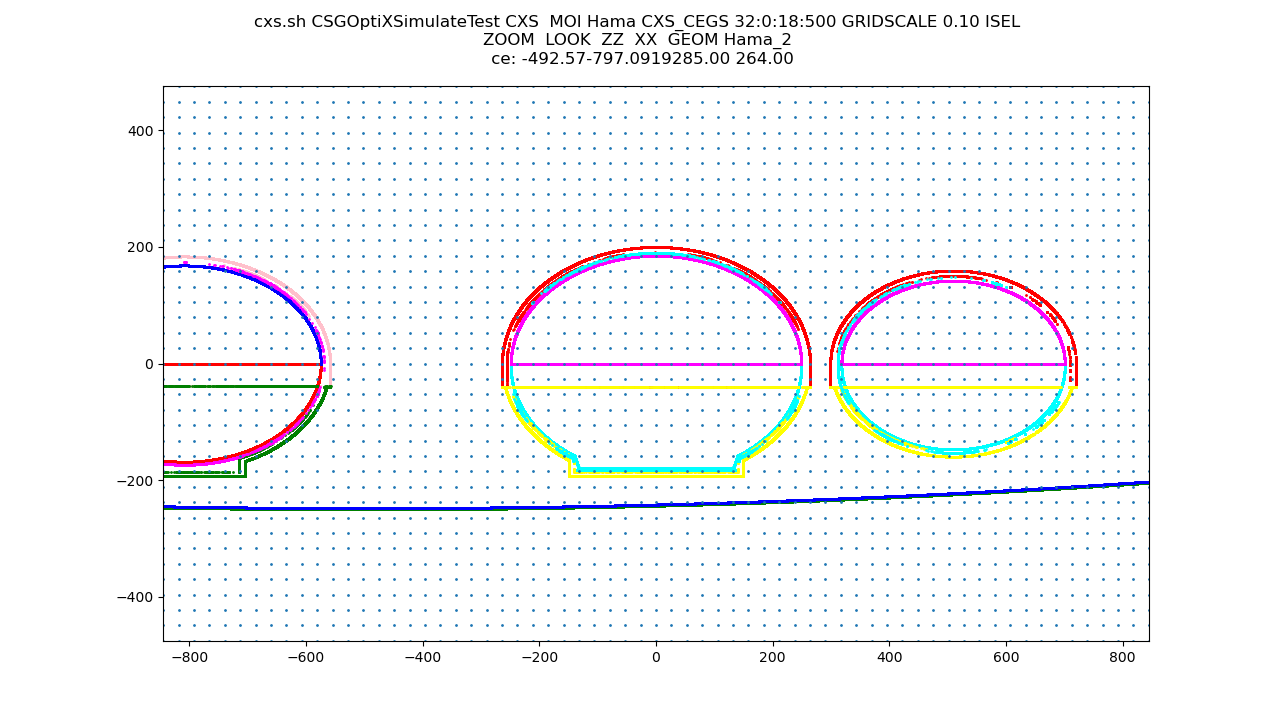 cxs.sh CSGOptiXSimulateTest CXS  MOI Hama CXS_CEGS 32:0:18:500 GRIDSCALE 0.10 ISEL
ZOOM  LOOK  ZZ  XX  GEOM Hama_2
ce: -492.57-797.0919285.00 264.00
400
200
0
−200
−400
−800 −600 −400 −200 0 200 400 600 800